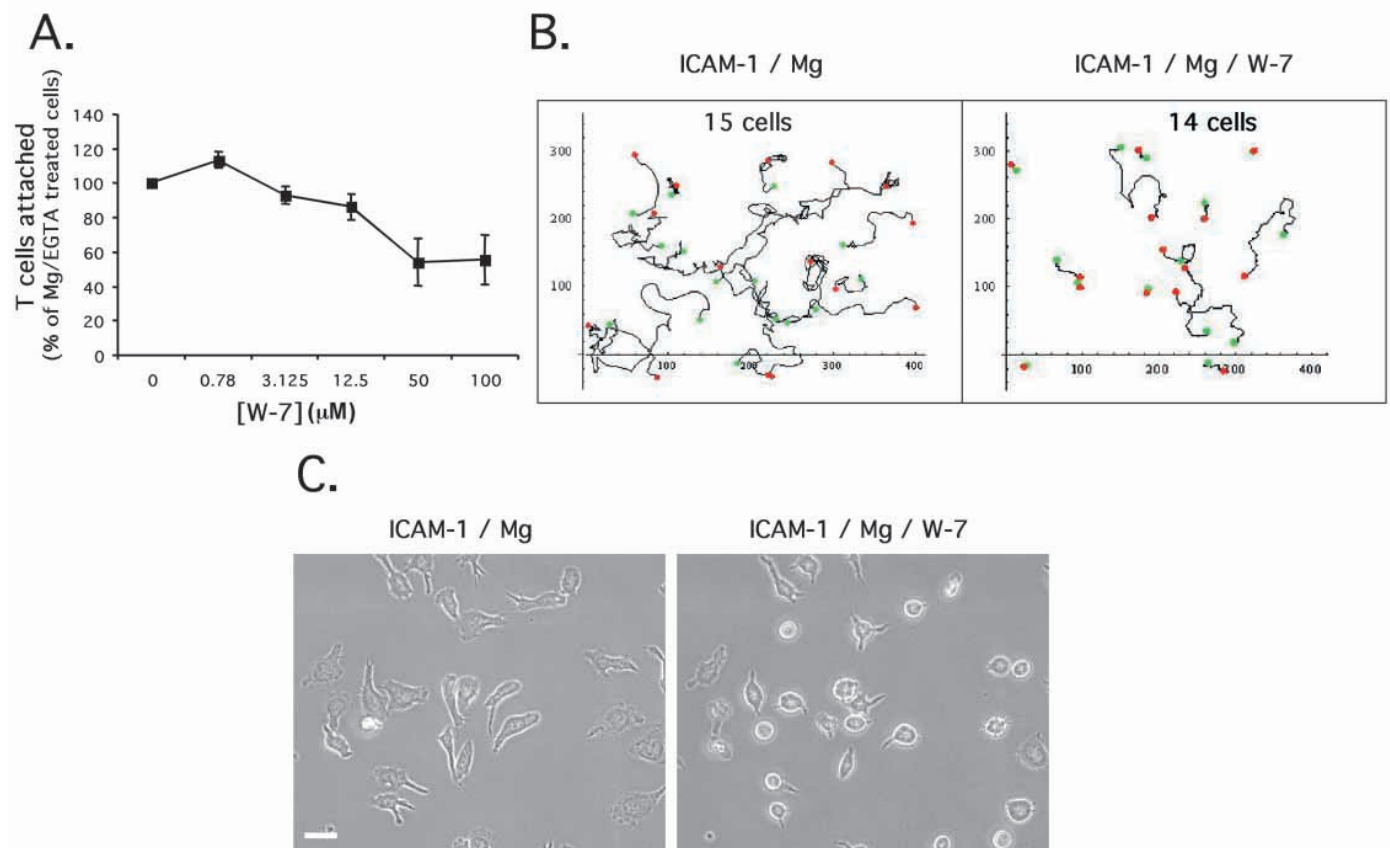 A.
T cells attached
(% of Mg/EGTA treated cells)
140
120
100
80
60
40
20
0
0 0.78 3.125 12.5 50 100
[W-7] (μM)
B.
ICAM-1 / Mg
ICAM-1 / Mg / W-7
15 cells
300
200
100
100 200 300 400
14 cells
300
200
100
100 200 300 400
C.
ICAM-1 / Mg
ICAM-1 / Mg / W-7